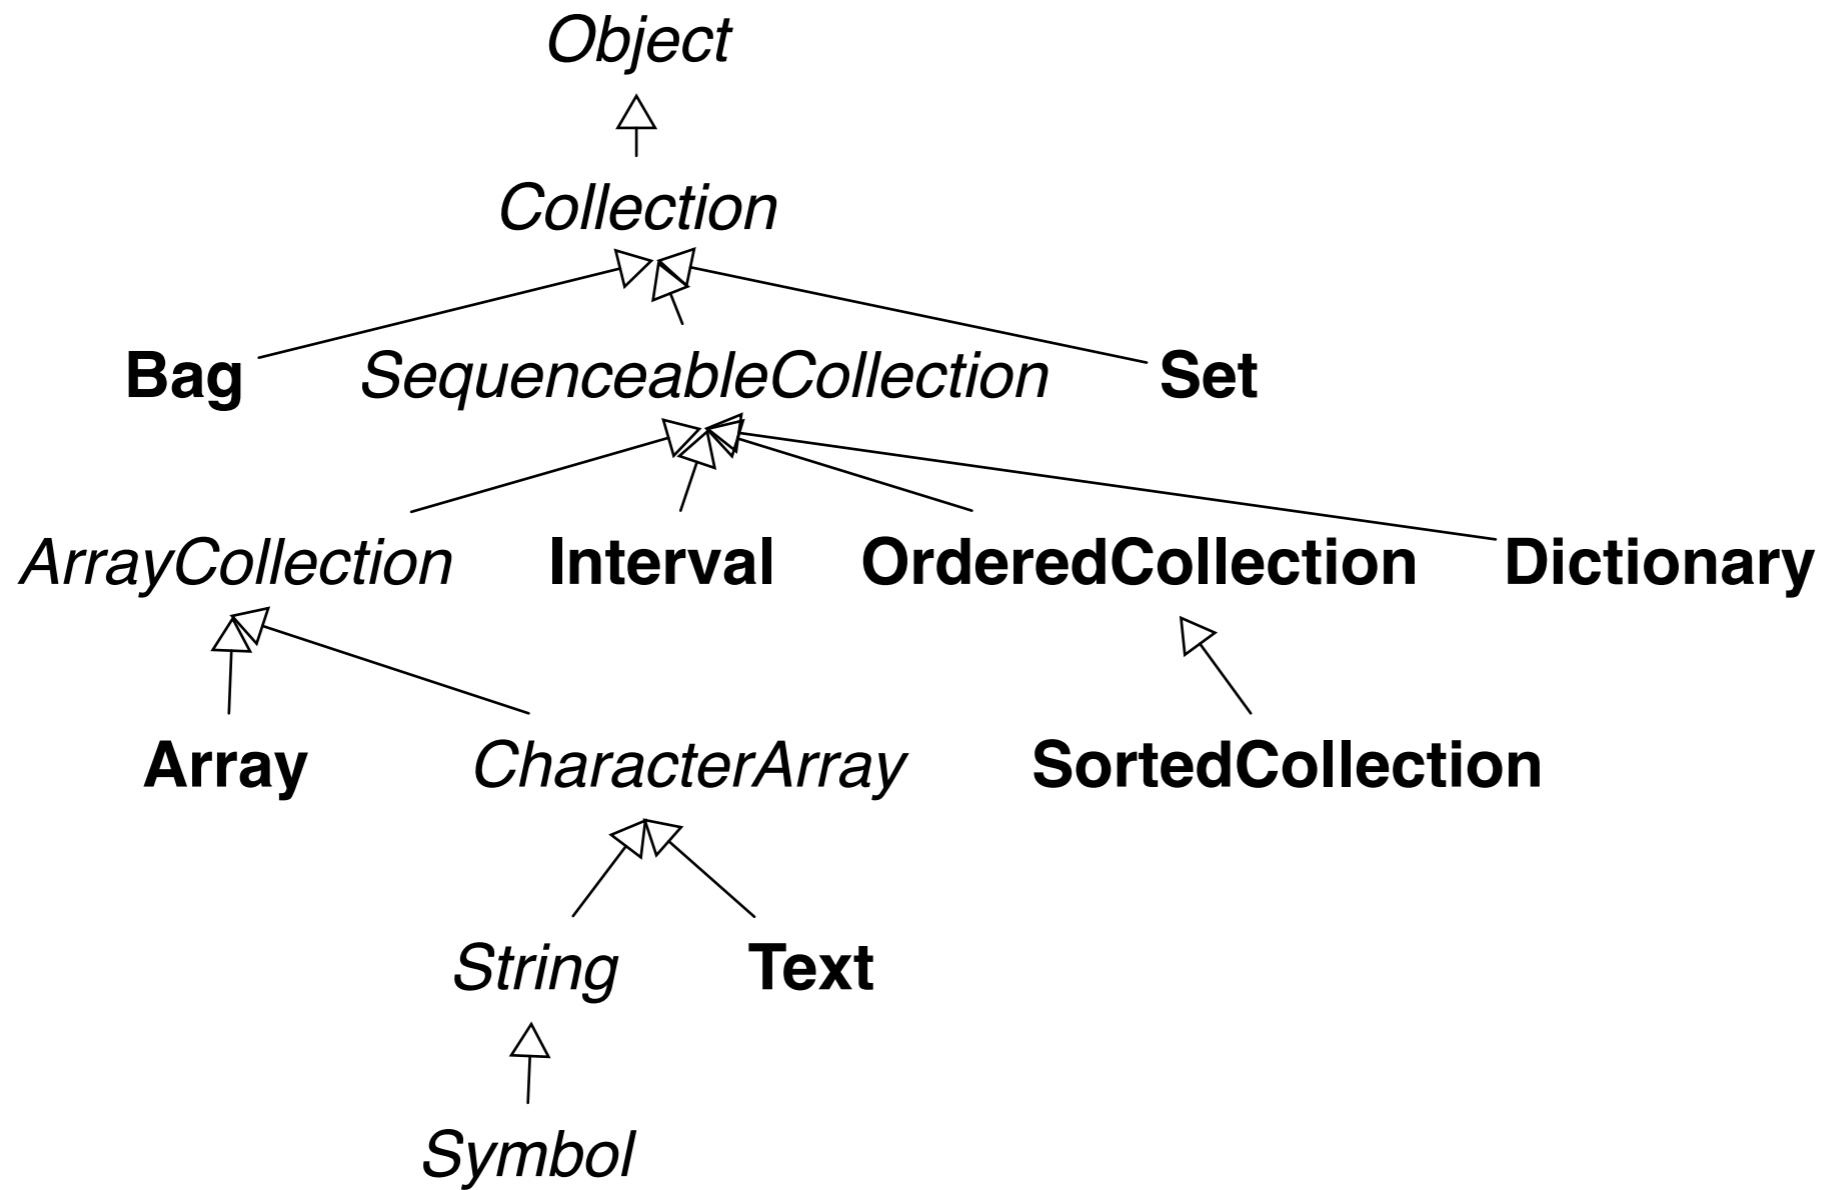 Object
Collection
Bag SequenceableCollection Set
ArrayCollection Interval OrderedCollection Dictionary
Array CharacterArray SortedCollection
String Text
Symbol